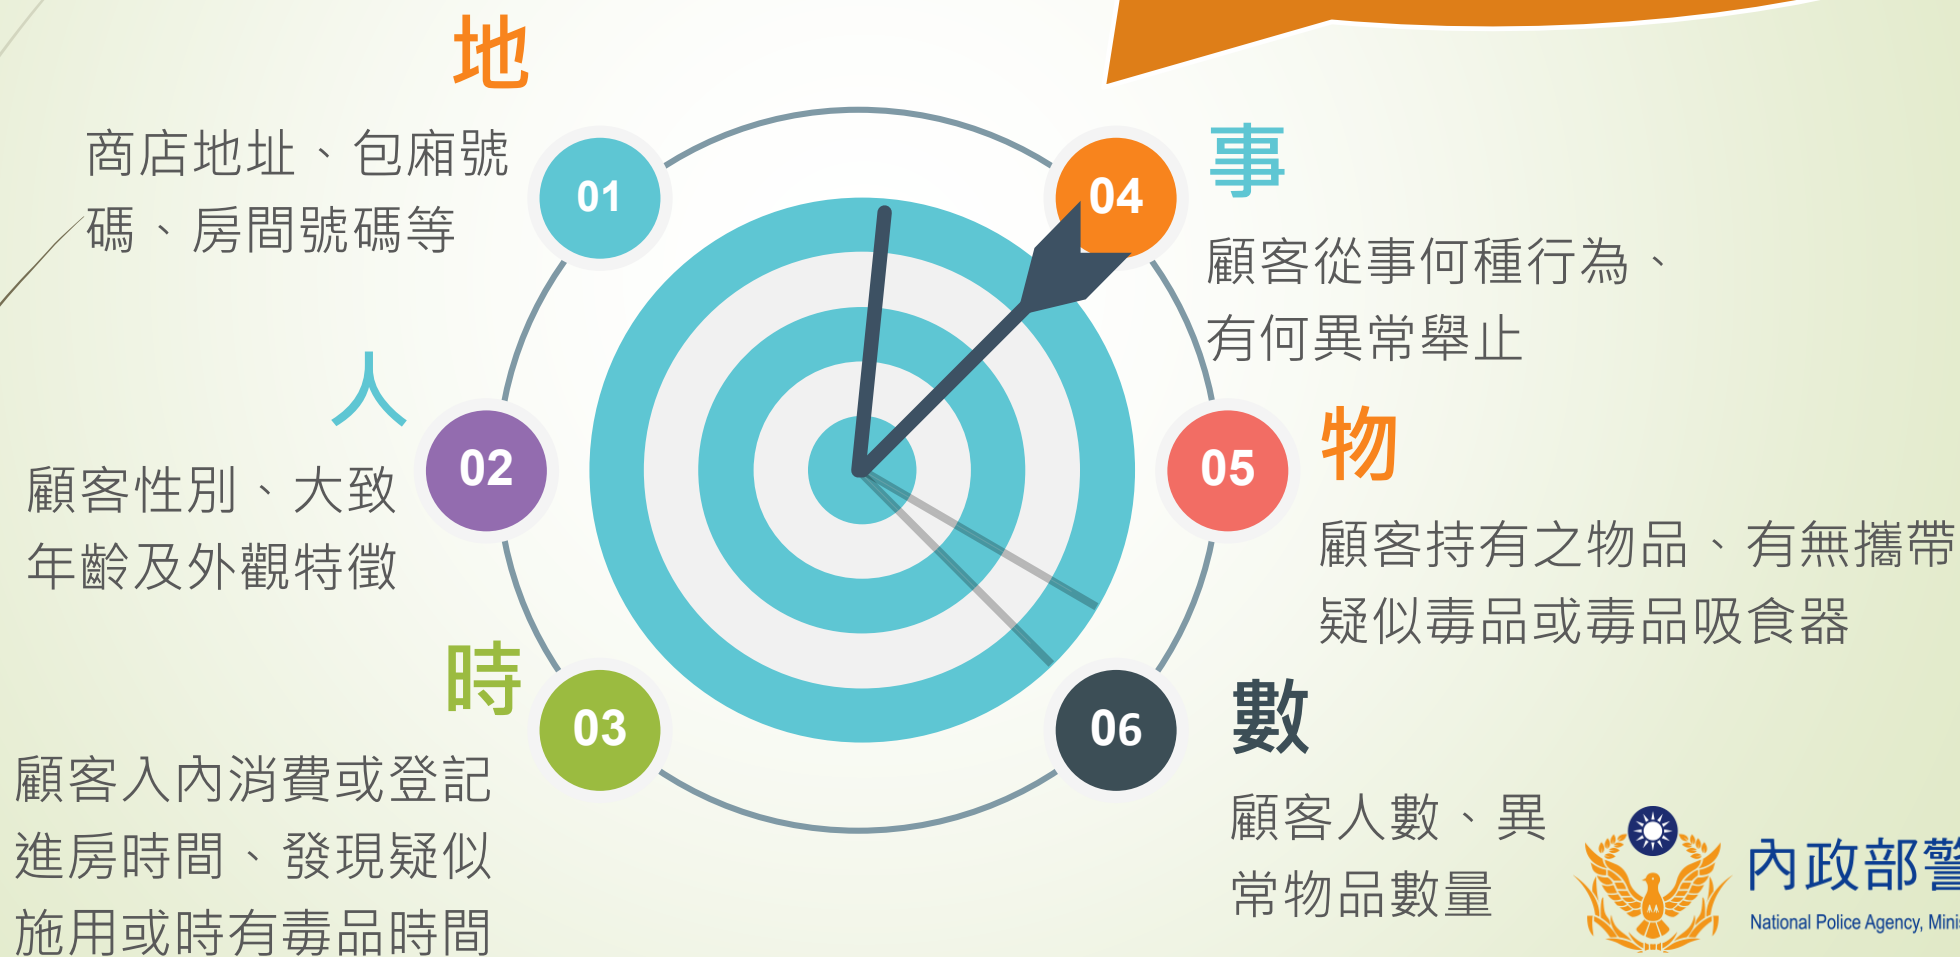 地
商店地址、包廂號
碼、房間號碼等
01
人
顧客性別、大致
年齡及外觀特徵
02
時
顧客入內消費或登記
進房時間、發現疑似
施用或時有毒品時間
03
04
事
顧客從事何種行為、
有何異常舉止
05
物
顧客持有之物品、有無攜帶
疑似毒品或毒品吸食器
06
數
顧客人數、異
常物品數量
內政部警
National Police Agency, Minis